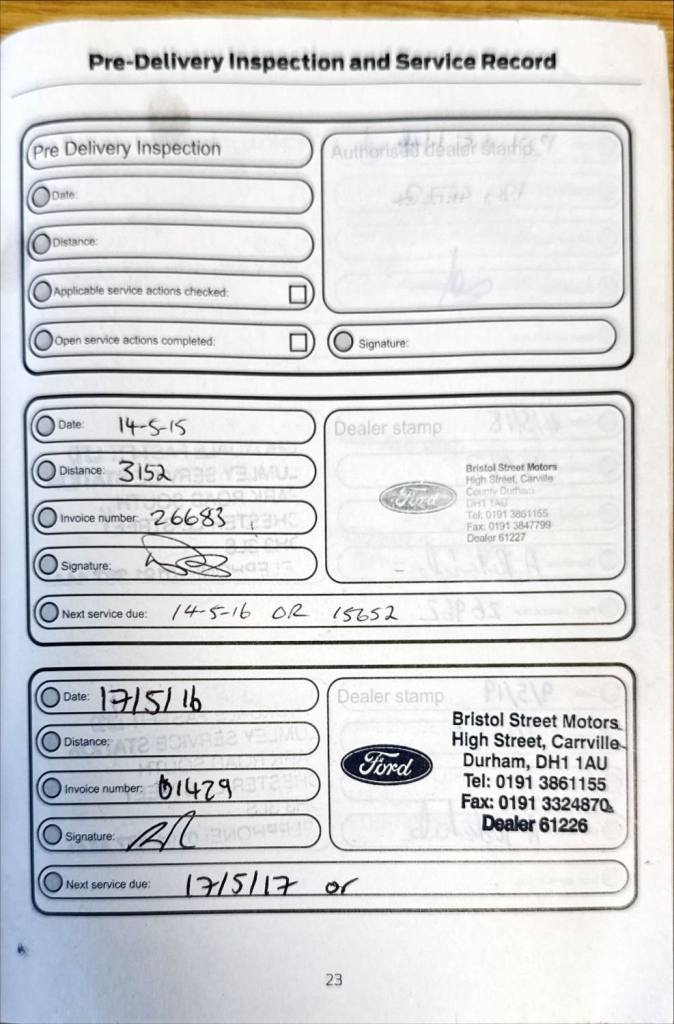 Pre-Delivery Inspection and Service Record
Pre Delivery Inspection
Authorised dealer stamp
Date:
Distance:
Applicable service actions checked:
Open service actions completed:
Signature:
Date: 14-5-15
Distance: 3152
Invoice number: 26683
Signature:
Next service due: 14-5-16 OR 15652
Dealer stamp
Ford
Bristol Street Motors
High Street, Carville
County Durham
DH1 1AU
Tel: 0191 3861155
Fax: 0191 3847799
Dealer 61227
Date: 17/5/16
Distance:
Invoice number: 61429
Signature:
Next service due: 17/5/17 or
Dealer stamp
Ford
Bristol Street Motors
High Street, Carrville
Durham, DH1 1AU
Tel: 0191 3861155
Fax: 0191 3324870
Dealer 61226
23